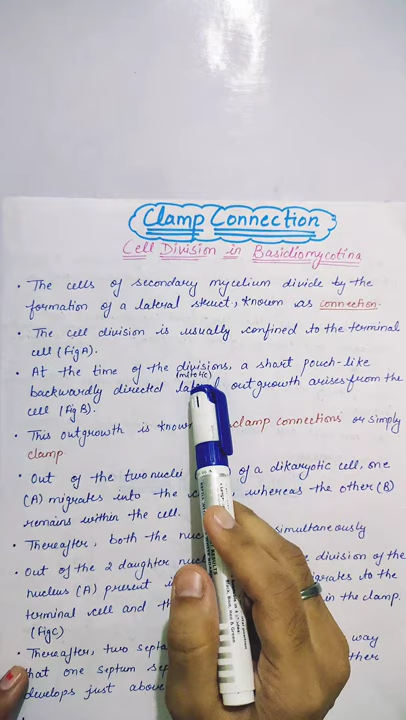 Clamp Connection
Cell Division in Basidiomycotina
• The cells of secondary mycelium divide by the
formation of a lateral struct, known as connection.
• The cell division is usually confined to the terminal
cell (Fig A).
• At the time of the divisions, a short pouch-like
(mitotic)
backwardly directed outgrowth arises from the
cell (Fig B).
• This outgrowth is clamp connections or simply
clamp.
• Out of the two nuclei of a dikaryotic cell, one
(A) migrates into the whereas the other (B)
remains within the cell.
• Thereafter, both the simultaneously
• Out of the 2 daughter division of the
nucleus (A) present to the
terminal cell and in the clamp.
(Fig C)
• Thereafter, two way
that one septum
develops just above